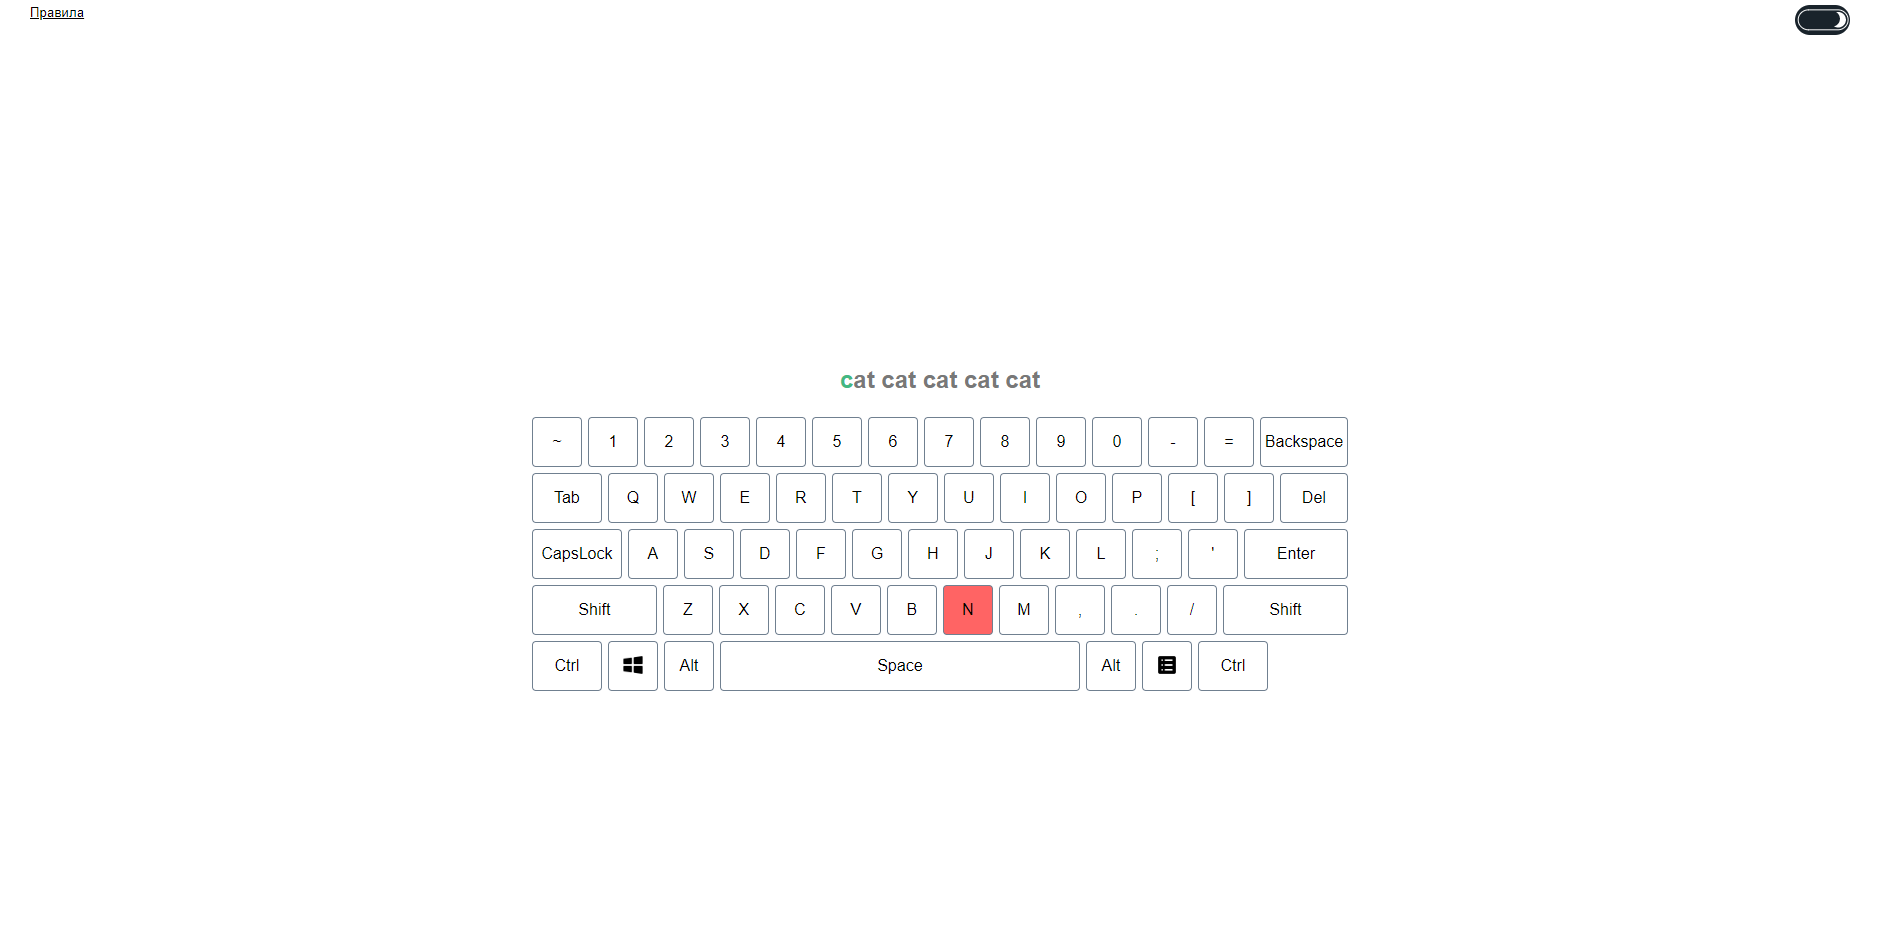 Правила
cat cat cat cat cat
~ 1 2 3 4 5 6 7 8 9 0 - = Backspace
Tab Q W E R T Y U I O P [ ] Del
CapsLock A S D F G H J K L ; ' Enter
Shift Z X C V B N M , . / Shift
Ctrl Alt Space Alt Ctrl